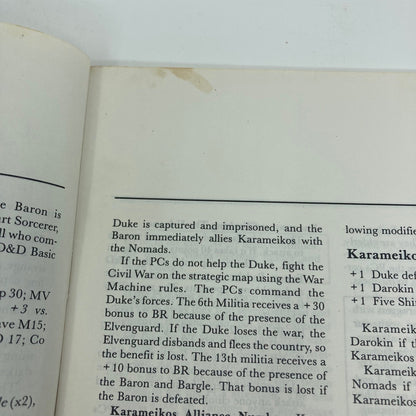 e Baron is
art Sorcerer,
ll who com-
D&D Basic
p 30; MV
+3 vs.
ave M15;
D 17; Co
le (x2),
Duke is captured and imprisoned, and the
Baron immediately allies Karameikos with
the Nomads.
If the PCs do not help the Duke, fight the
Civil War on the strategic map using the War
Machine rules. The PCs command the
Duke's forces. The 6th Militia receives a +30
bonus to BR because of the presence of the
Elvenguard. If the Duke loses the war, the
Elvenguard disbands and flees the country, so
the benefit is lost. The 13th militia receives a
+10 bonus to BR because of the presence of
the Baron and Bargle. That bonus is lost if
the Baron is defeated.
Karameikos Alliance
lowing modifie
Karameiko
+1 Duke def
+1 Darokin
+1 Five Shi
Karameiko
Darokin if th
Karameikos
Karameik
Nomads if
Karameikos